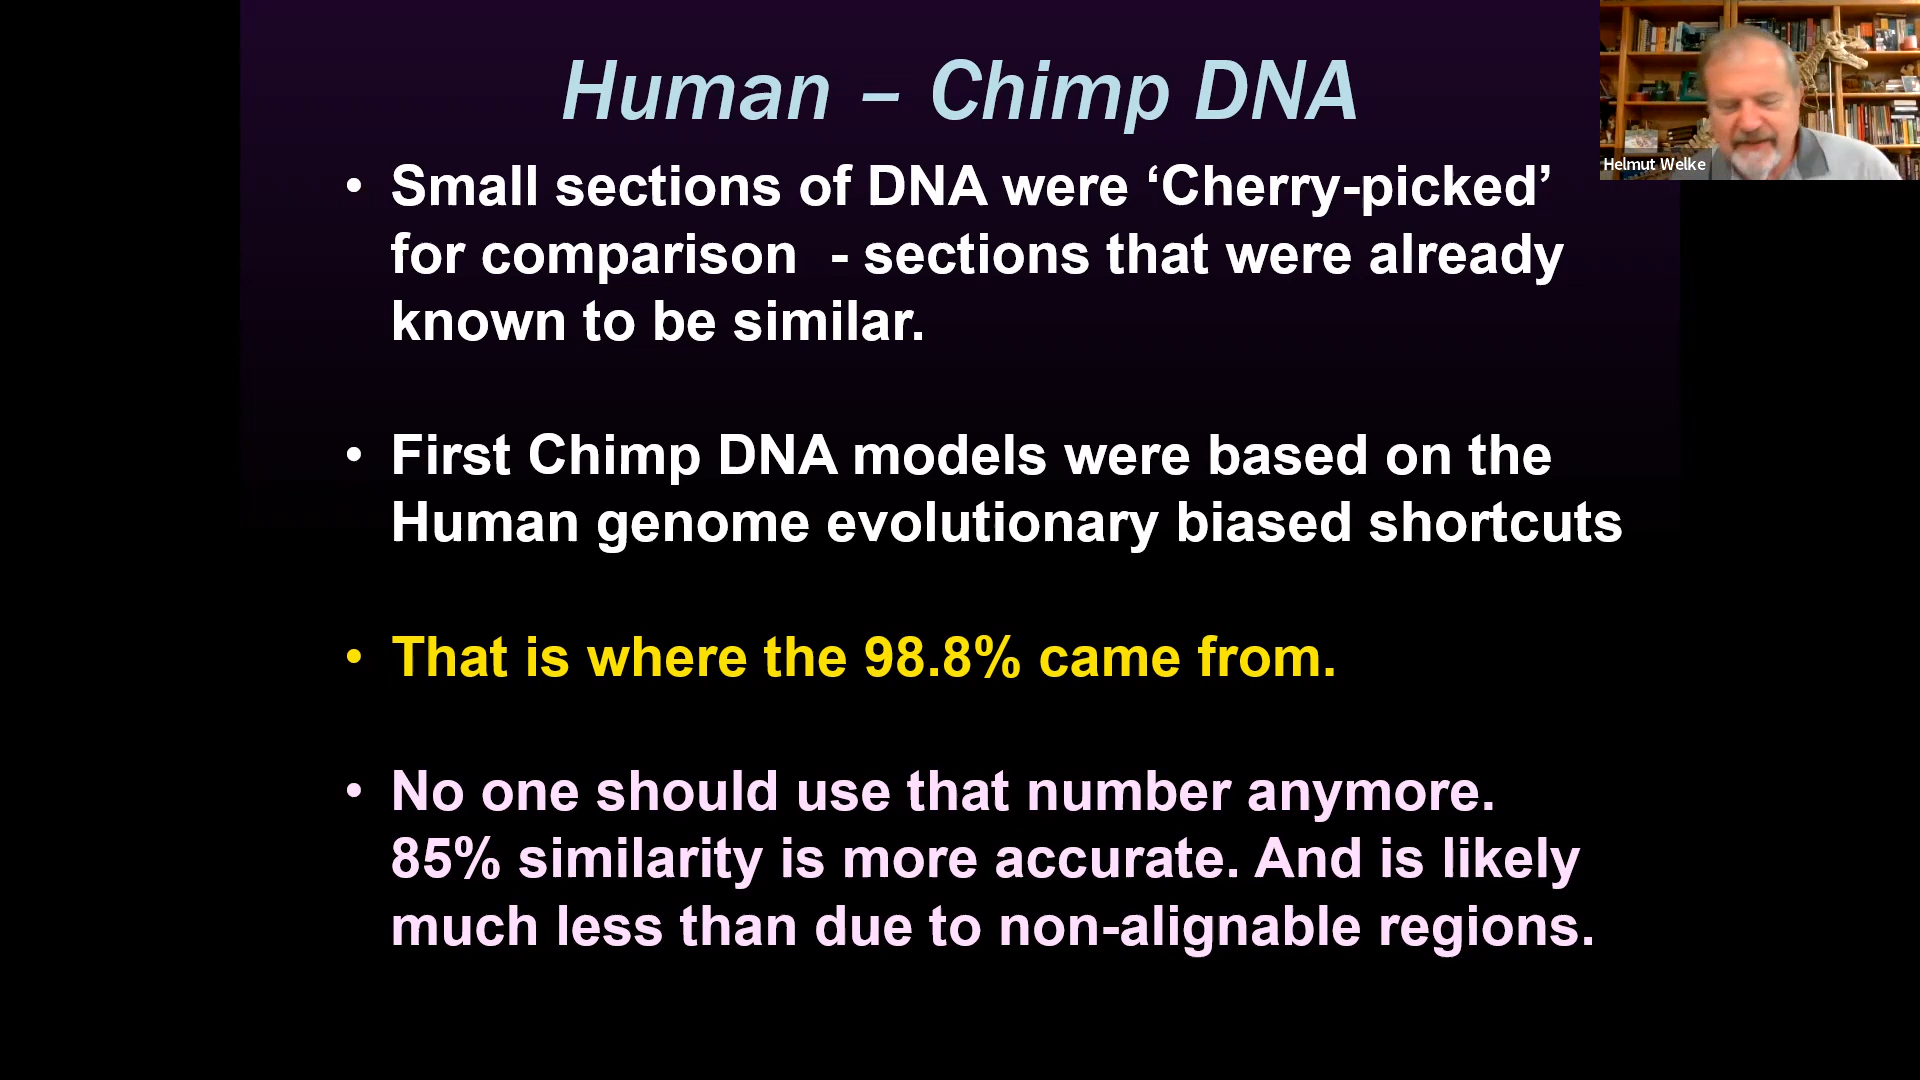 Human – Chimp DNA
Helmut Welke
• Small sections of DNA were ‘Cherry-picked’
for comparison  - sections that were already
known to be similar.
• First Chimp DNA models were based on the
Human genome evolutionary biased shortcuts
• That is where the 98.8% came from.
• No one should use that number anymore.
85% similarity is more accurate. And is likely
much less than due to non-alignable regions.